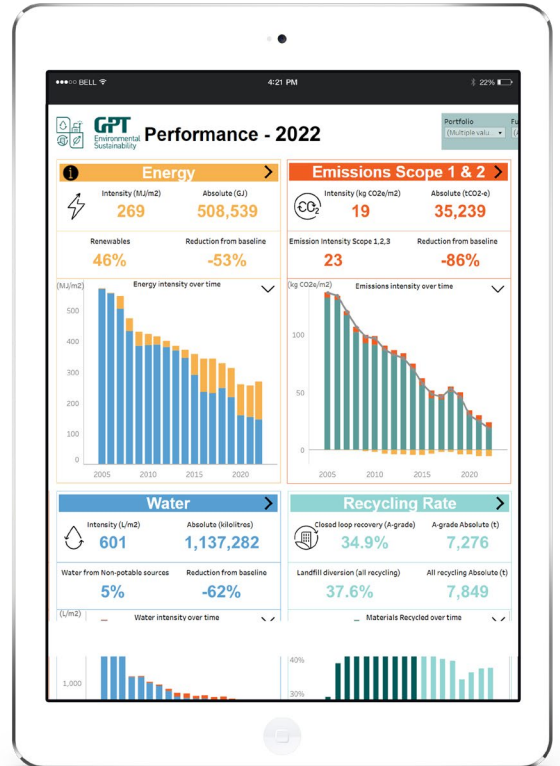 BELL
4:21 PM
22%
GPT
Environmental
Sustainability
Performance - 2022
Portfolio
(Multiple valu...
i
Energy
Intensity (MJ/m2) Absolute (GJ)
269 508,539
Renewables Reduction from baseline
46% -53%
(MJ/m2) Energy intensity over time
500
400
300
200
100
0
2005 2010 2015 2020
Emissions Scope 1 & 2
CO2
Intensity (kg CO2e/m2) Absolute (tCO2-e)
19 35,239
Emission Intensity Scope 1,2,3 Reduction from baseline
23 -86%
(kg CO2e/m2) Emissions intensity over time
100
50
0
2005 2010 2015 2020
Water
Intensity (L/m2) Absolute (kilolitres)
601 1,137,282
Water from Non-potable sources Reduction from baseline
5% -62%
(L/m2) Water intensity over time
1,000
Recycling Rate
Closed loop recovery (A-grade) A-grade Absolute (t)
34.9% 7,276
Landfill diversion (all recycling) All recycling Absolute (t)
37.6% 7,849
Materials Recycled over time
40%
30%